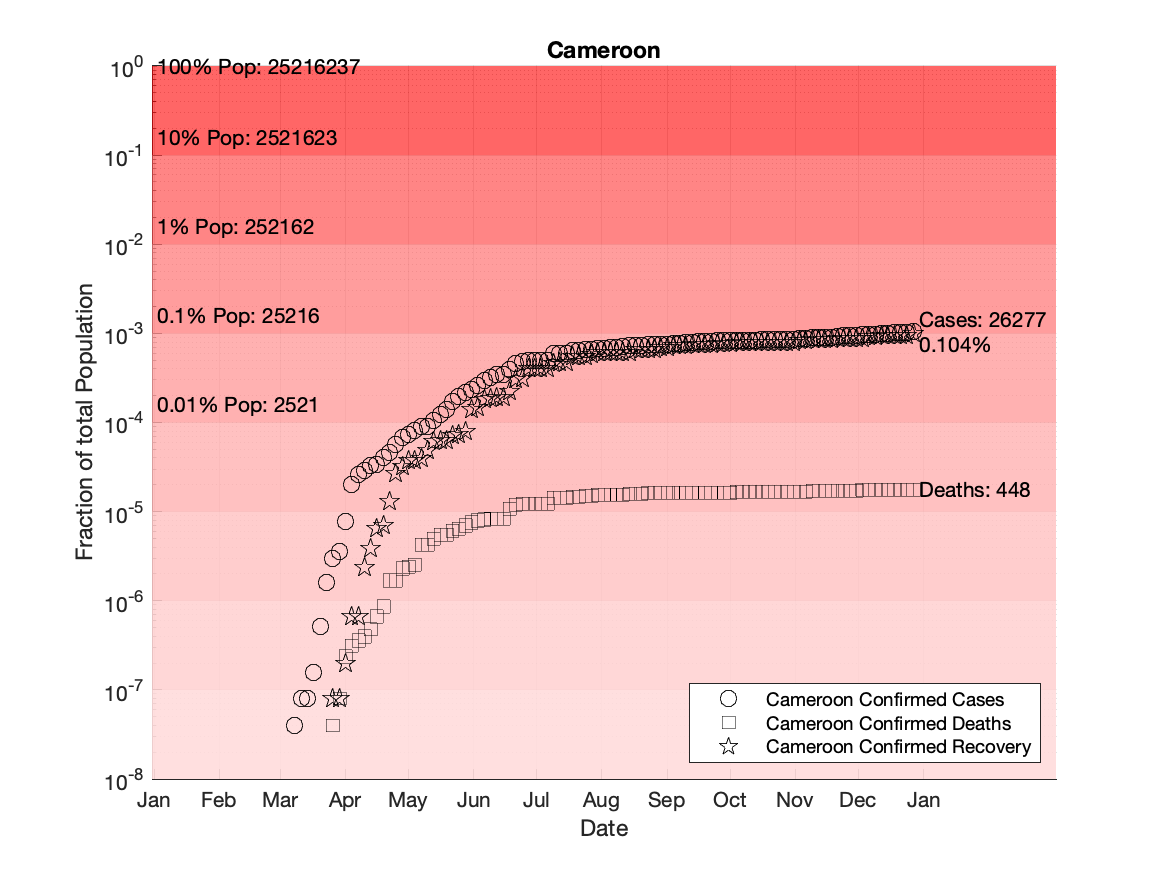 Cameroon
10^0
100% Pop: 25216237
10% Pop: 2521623
10^-1
1% Pop: 252162
10^-2
0.1% Pop: 25216
10^-3
Cases: 26277
0.104%
0.01% Pop: 2521
10^-4
Deaths: 448
10^-5
10^-6
10^-7
10^-8
Fraction of total Population
Cameroon Confirmed Cases
Cameroon Confirmed Deaths
Cameroon Confirmed Recovery
Jan Feb Mar Apr May Jun Jul Aug Sep Oct Nov Dec Jan
Date